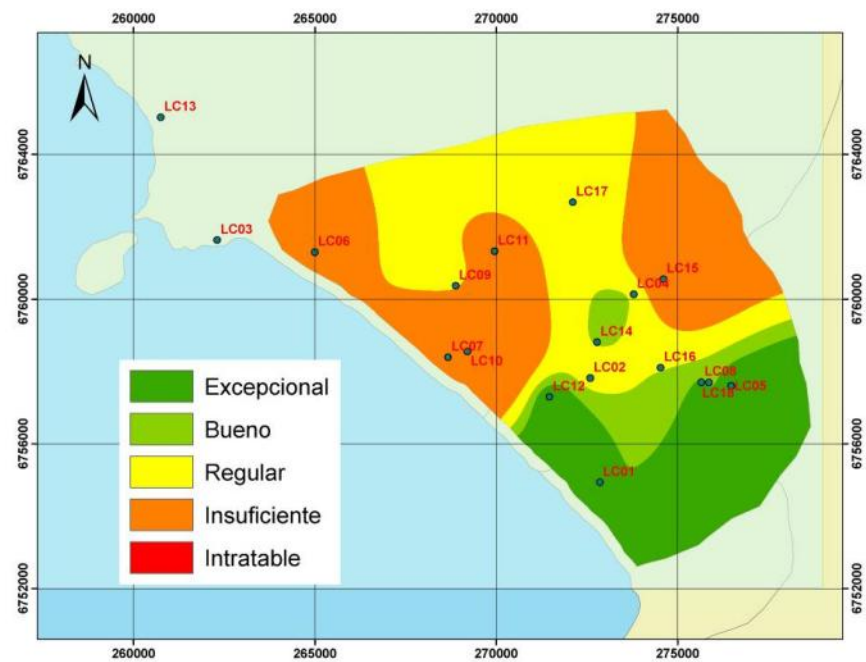 260000 265000 270000 275000
N
LC13
6764000 6764000
LC17
LC03
LC06 LC11
LC15
LC09
LC04
6760000 6760000
LC14
LC07
LC10
LC16
LC02
LC08
LC12
LC18 LC05
Excepcional
Bueno
6756000 6756000
Regular
LC01
Insuficiente
Intratable
6752000 6752000
260000 265000 270000 275000